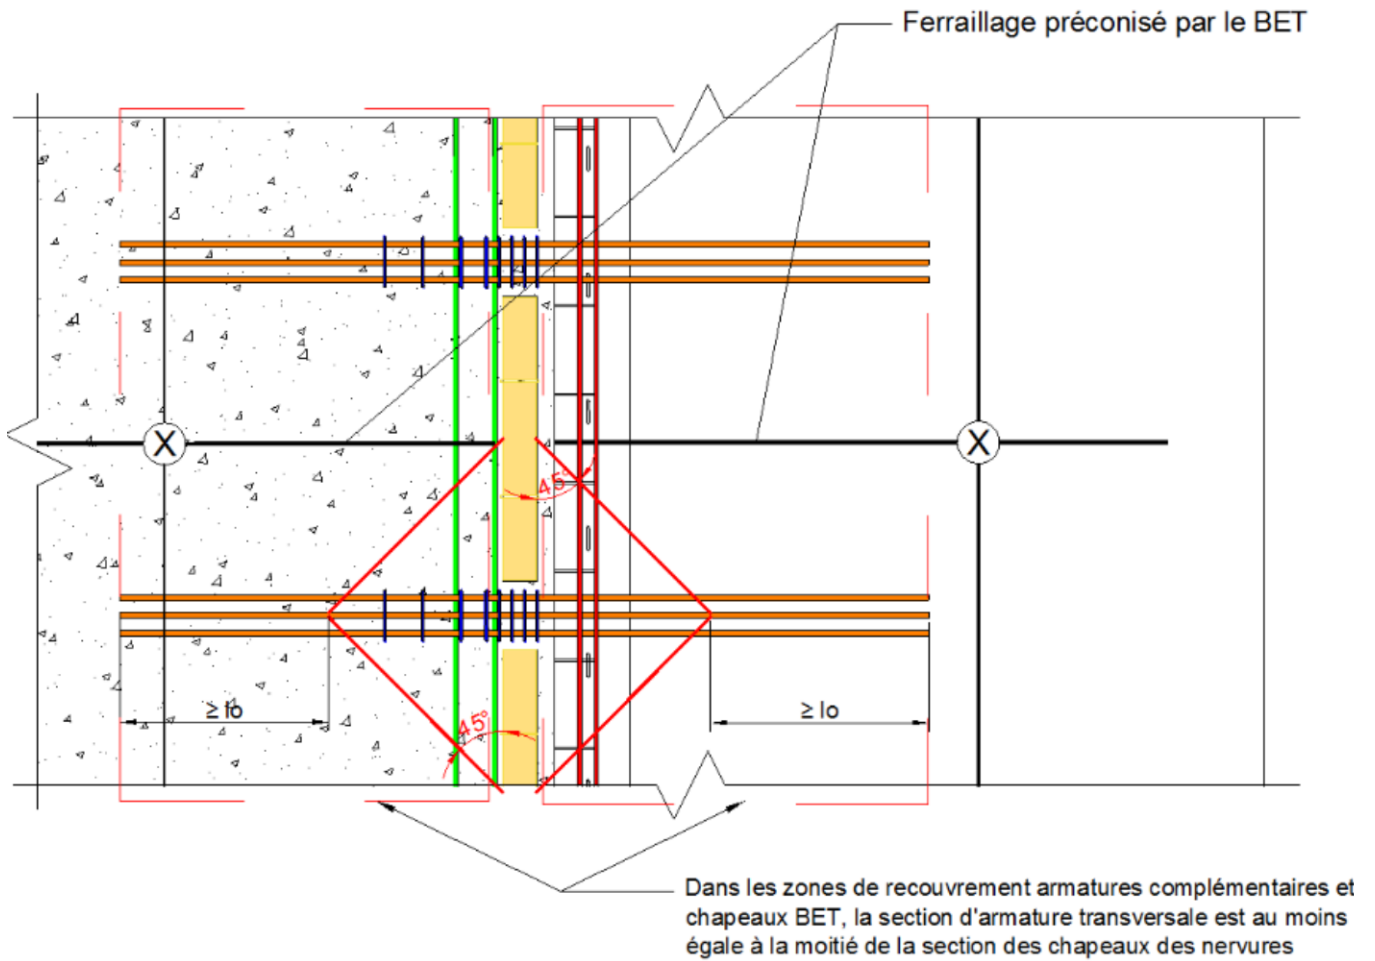 Ferraillage préconisé par le BET
X
X
45°
45°
≥ lo
≥ lo
Dans les zones de recouvrement armatures complémentaires et
chapeaux BET, la section d'armature transversale est au moins
égale à la moitié de la section des chapeaux des nervures